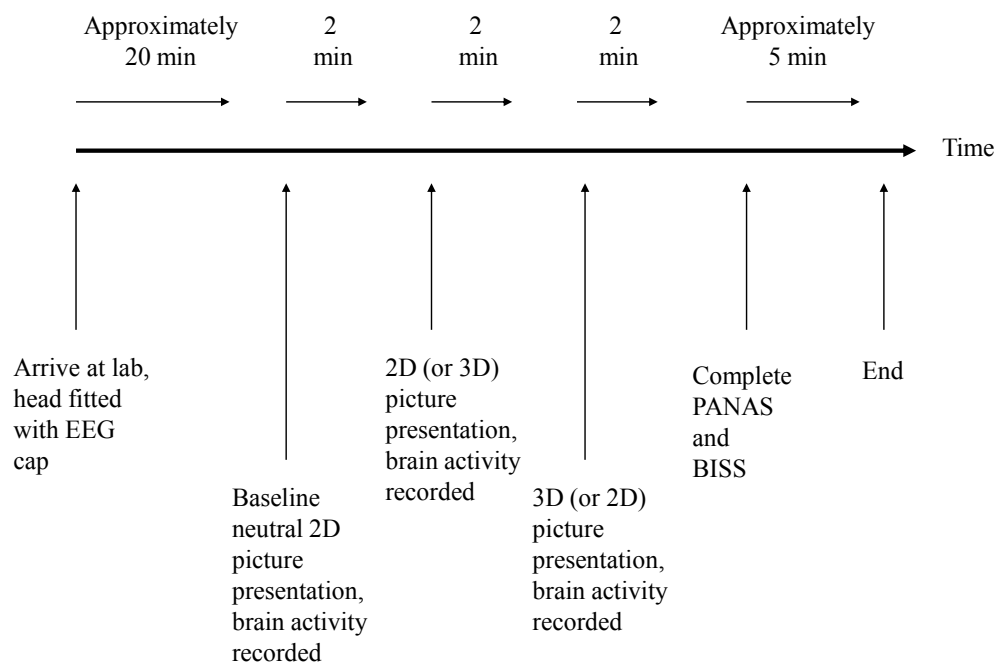 Approximately
20 min
2
min
2
min
2
min
Approximately
5 min
Time
Arrive at lab,
head fitted
with EEG
cap
Baseline
neutral 2D
picture
presentation,
brain activity
recorded
2D (or 3D)
picture
presentation,
brain activity
recorded
3D (or 2D)
picture
presentation,
brain activity
recorded
Complete
PANAS
and
BISS
End